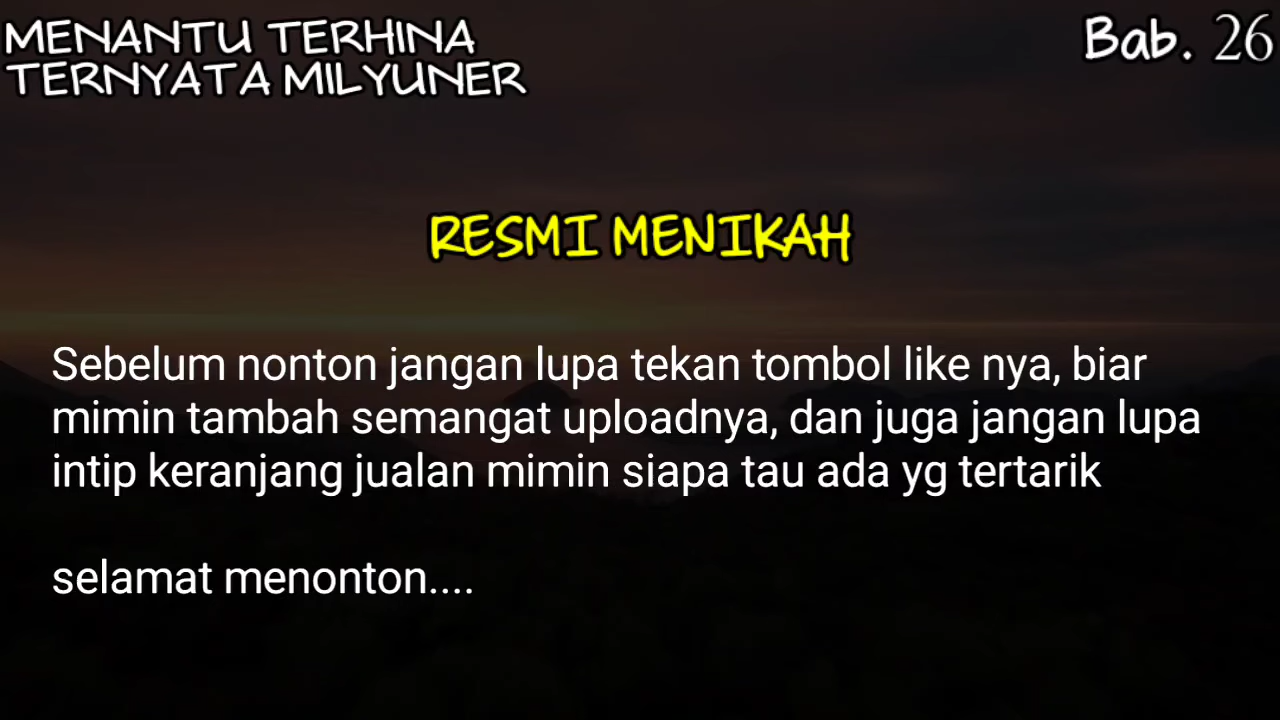 MENANTU TERHINA
TERNYATA MILYUNER
Bab. 26
RESMI MENIKAH
Sebelum nonton jangan lupa tekan tombol like nya, biar
mimin tambah semangat uploadnya, dan juga jangan lupa
intip keranjang jualan mimin siapa tau ada yg tertarik
selamat menonton....